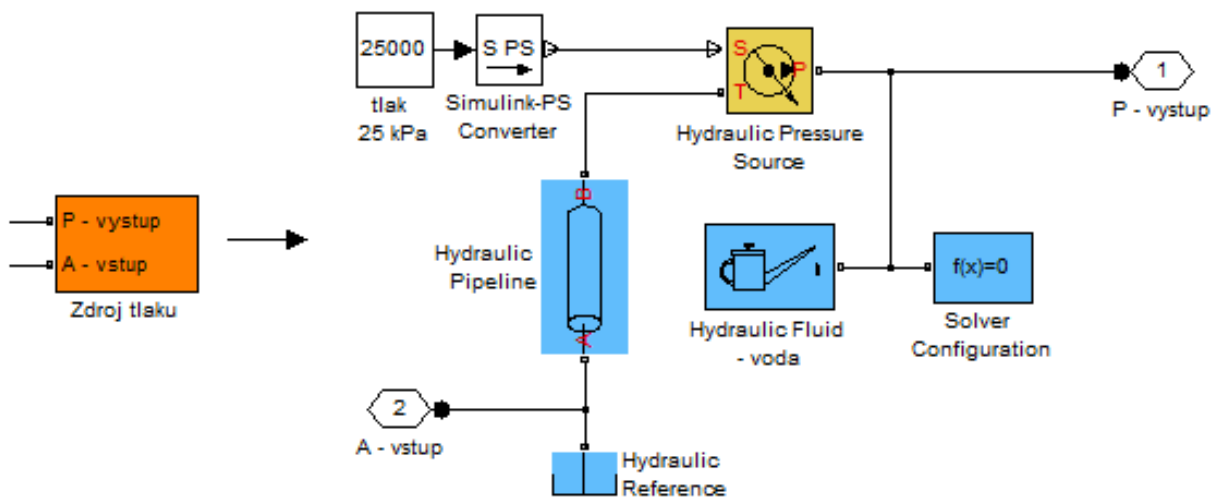 25000
tlak
25 kPa
S PS
Simulink-PS
Converter
S
P
T
Hydraulic Pressure
Source
1
P - vystup
P - vystup
A - vstup
Zdroj tlaku
B
A
Hydraulic
Pipeline
Hydraulic Fluid
- voda
f(x)=0
Solver
Configuration
2
A - vstup
Hydraulic
Reference